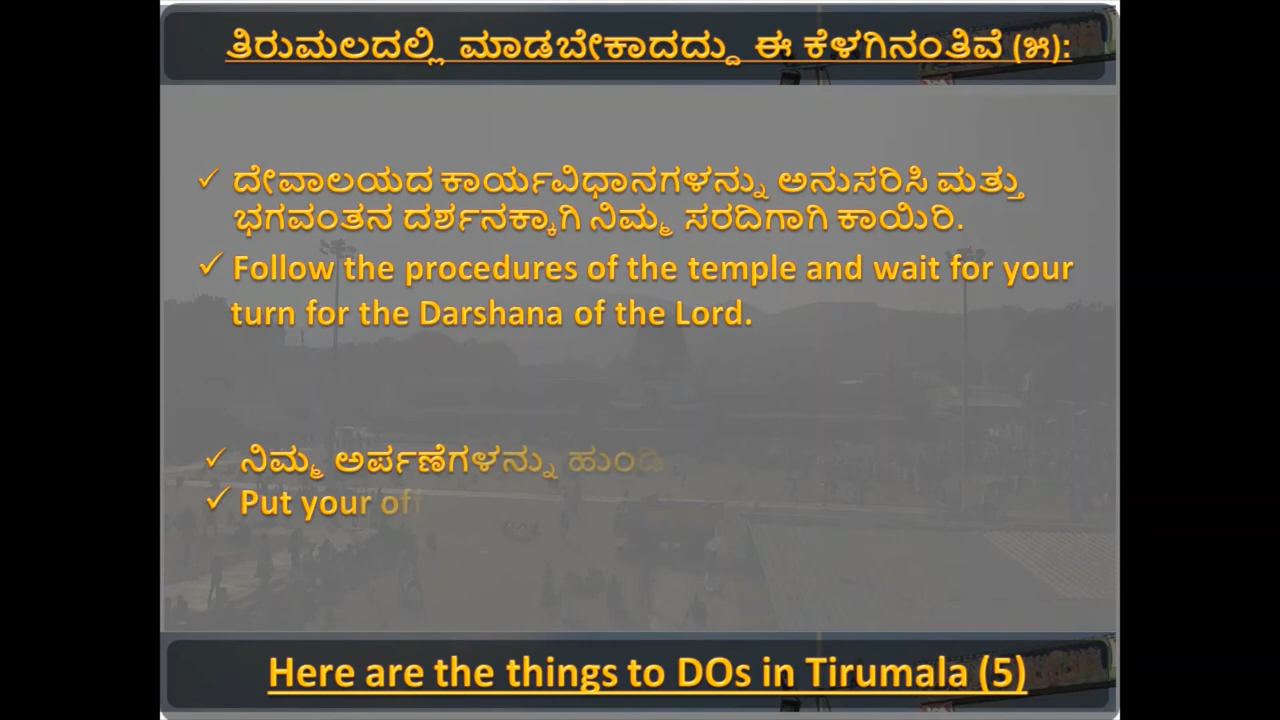 ತಿರುಮಲದಲ್ಲಿ ಮಾಡಬೇಕಾದದ್ದು ಈ ಕೆಳಗಿನಂತಿವೆ (೫):
✓ ದೇವಾಲಯದ ಕಾರ್ಯವಿಧಾನಗಳನ್ನು ಅನುಸರಿಸಿ ಮತ್ತು
ಭಗವಂತನ ದರ್ಶನಕ್ಕಾಗಿ ನಿಮ್ಮ ಸರದಿಗಾಗಿ ಕಾಯಿರಿ.
✓ Follow the procedures of the temple and wait for your
turn for the Darshana of the Lord.
✓ ನಿಮ್ಮ ಅರ್ಪಣೆಗಳನ್ನು ಹುಂಡಿ
✓ Put your
Here are the things to DOs in Tirumala (5)